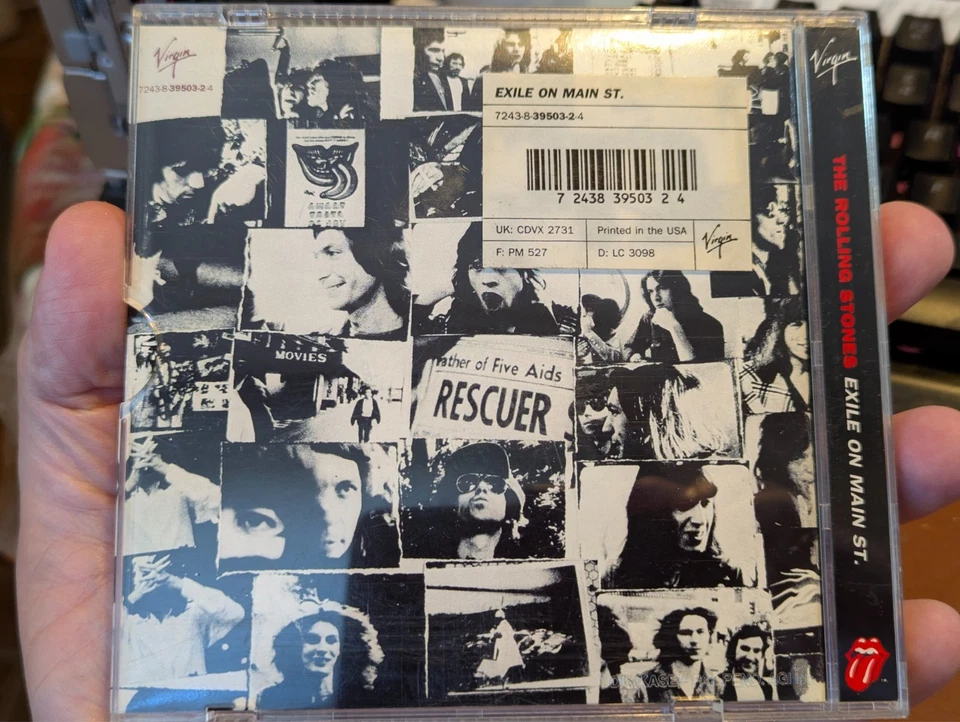 Virgin
7243-8-39503-2-4
EXILE ON MAIN ST.
7243-8-39503-2-4
7 2438 39503 2 4
UK: CDVX 2731
Printed in the USA
F: PM 527
D: LC 3098
Virgin
MOVIES
ather of Five Aids
RESCUER
Virgin
THE ROLLING STONES EXILE ON MAIN ST.